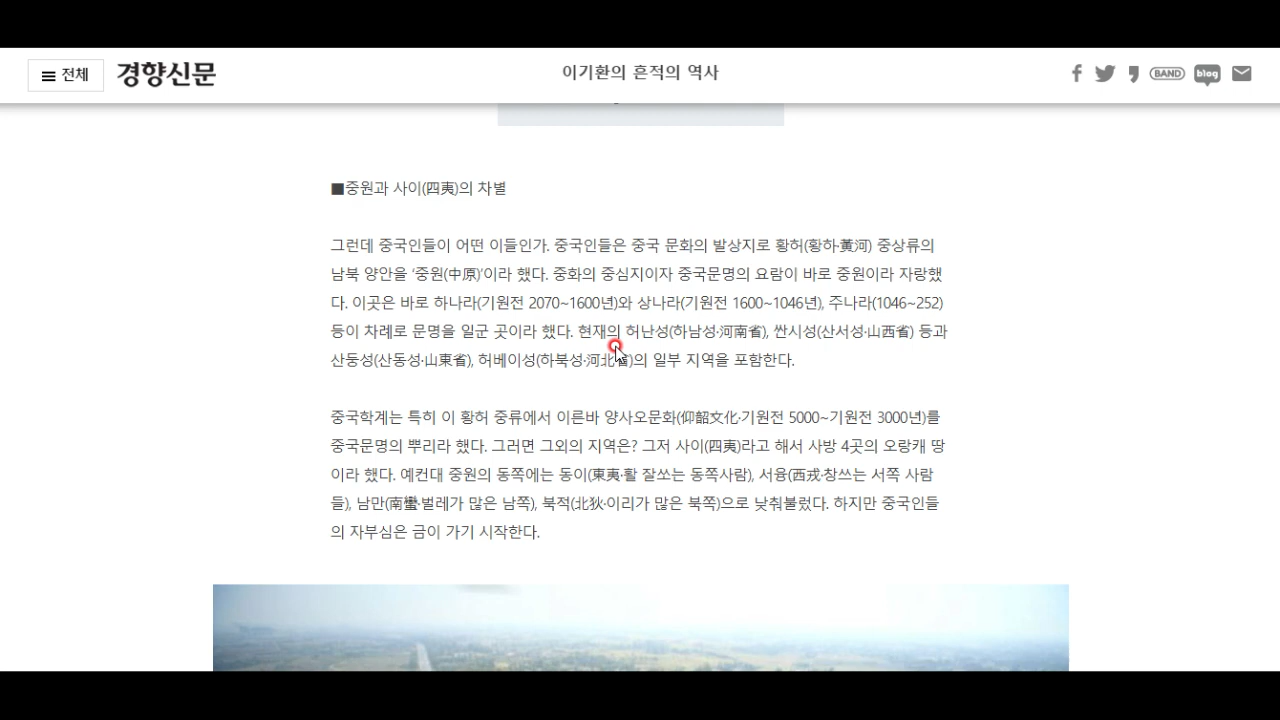 전체
경향신문
이기환의 흔적의 역사
BAND
blog
■중원과 사이(四夷)의 차별
그런데 중국인들이 어떤 이들인가. 중국인들은 중국 문화의 발상지로 황허(황하·黃河) 중상류의
남북 양안을 ‘중원(中原)’이라 했다. 중화의 중심지이자 중국문명의 요람이 바로 중원이라 자랑했
다. 이곳은 바로 하나라(기원전 2070~1600년)와 상나라(기원전 1600~1046년), 주나라(1046~252)
등이 차례로 문명을 일군 곳이라 했다. 현재의 허난성(하남성·河南省), 싼시성(산서성·山西省) 등과
산둥성(산동성·山東省), 허베이성(하북성·河北省)의 일부 지역을 포함한다.
중국학계는 특히 이 황허 중류에서 이른바 양사오문화(仰韶文化·기원전 5000~기원전 3000년)를
중국문명의 뿌리라 했다. 그러면 그외의 지역은? 그저 사이(四夷)라고 해서 사방 4곳의 오랑캐 땅
이라 했다. 예컨대 중원의 동쪽에는 동이(東夷·활 잘쏘는 동쪽사람), 서융(西戎·창쓰는 서쪽 사람
들), 남만(南蠻·벌레가 많은 남쪽), 북적(北狄·이리가 많은 북쪽)으로 낮춰불렀다. 하지만 중국인들
의 자부심은 금이 가기 시작한다.